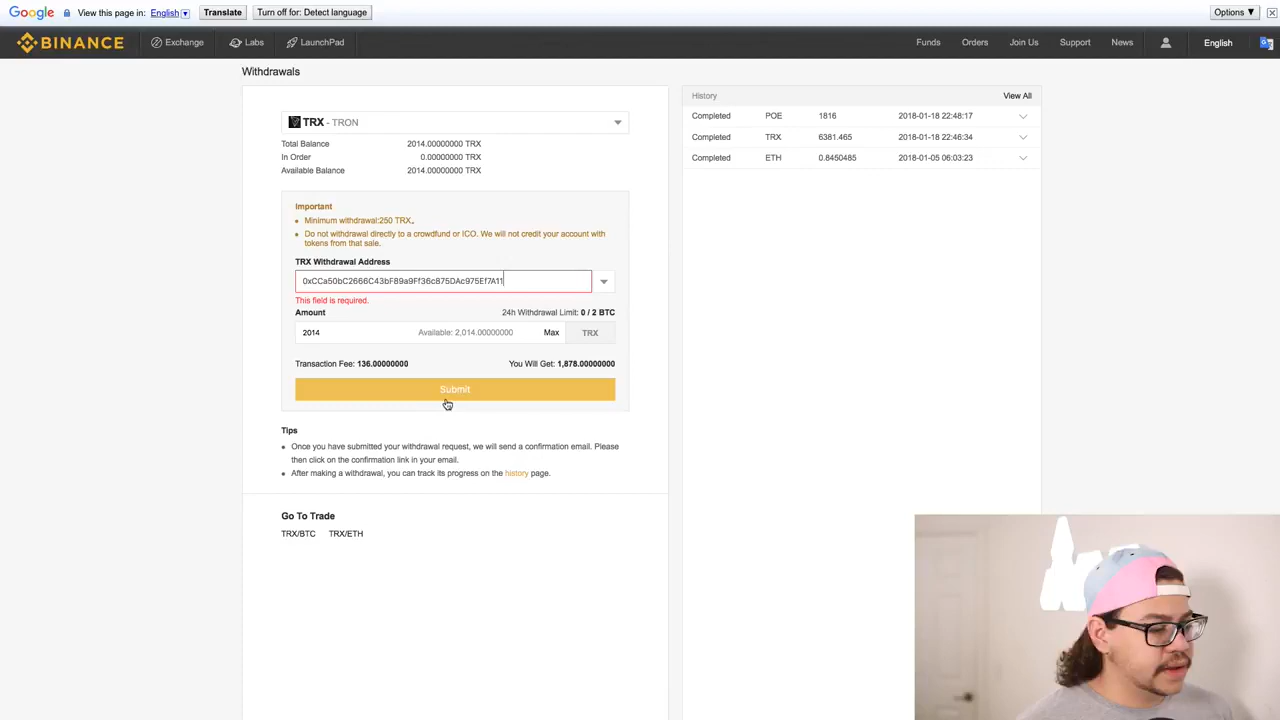 Google View this page in: English Translate Turn off for: Detect language Options ▼
BINANCE Exchange Labs LaunchPad Funds Orders Join Us Support News English
Withdrawals
TRX - TRON
Total Balance 2014.00000000 TRX
In Order 0.00000000 TRX
Available Balance 2014.00000000 TRX
Important
Minimum withdrawal:250 TRX。
Do not withdrawal directly to a crowdfund or ICO. We will not credit your account with
tokens from that sale.
TRX Withdrawal Address
0xCCa50bC2666C43bF89a9Ff36c875DAc975Ef7A11
This field is required.
Amount 24h Withdrawal Limit: 0 / 2 BTC
2014 Available: 2,014.00000000 Max TRX
Transaction Fee: 136.00000000 You Will Get: 1,878.00000000
Submit
Tips
Once you have submitted your withdrawal request, we will send a confirmation email. Please
then click on the confirmation link in your email.
After making a withdrawal, you can track its progress on the history page.
Go To Trade
TRX/BTC TRX/ETH
History View All
Completed POE 1816 2018-01-18 22:48:17
Completed TRX 6381.465 2018-01-18 22:46:34
Completed ETH 0.8450485 2018-01-05 06:03:23